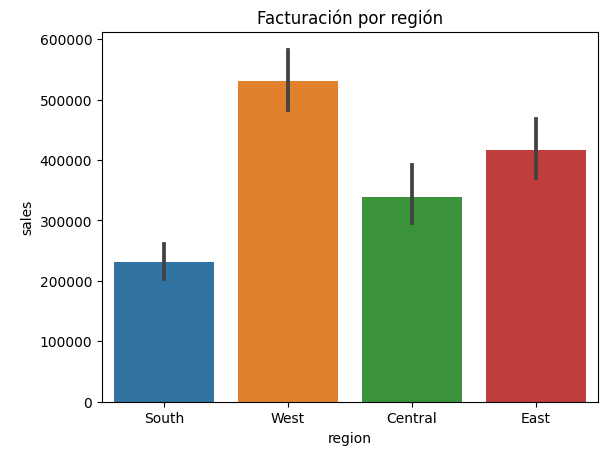 Facturación por región
600000
500000
400000
300000
200000
100000
0
sales
South West Central East
region